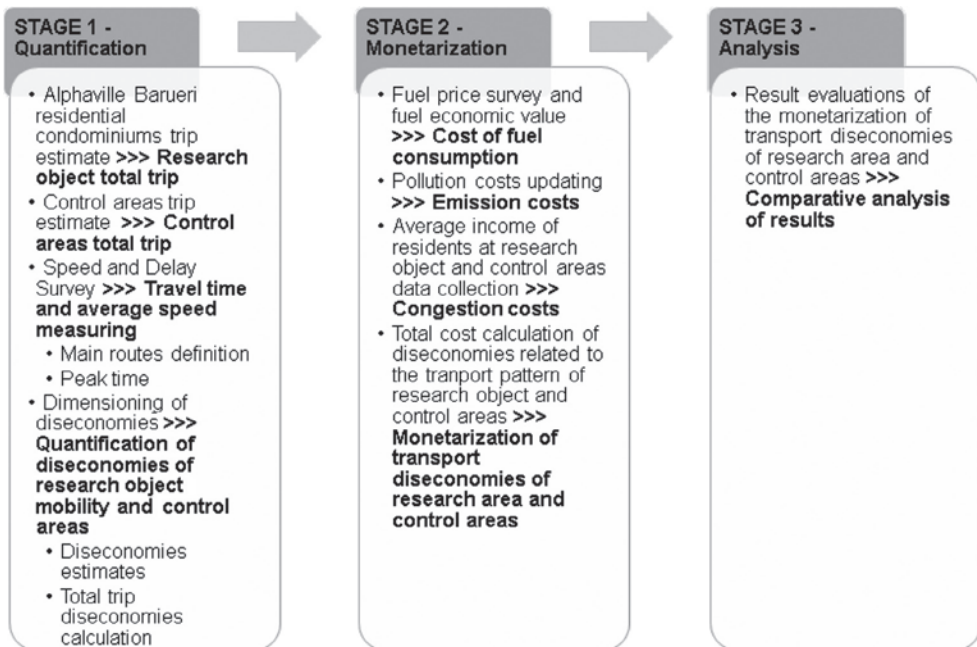 STAGE 1 -
Quantification
• Alphaville Barueri
residential
condominiums trip
estimate >>> Research
object total trip
• Control areas trip
estimate >>> Control
areas total trip
• Speed and Delay
Survey >>> Travel time
and average speed
measuring
• Main routes definition
• Peak time
• Dimensioning of
diseconomies >>>
Quantification of
diseconomies of
research object
mobility and control
areas
• Diseconomies
estimates
• Total trip
diseconomies
calculation
STAGE 2 -
Monetarization
• Fuel price survey and
fuel economic value
>>> Cost of fuel
consumption
• Pollution costs updating
>>> Emission costs
• Average income of
residents at research
object and control areas
data collection >>>
Congestion costs
• Total cost calculation of
diseconomies related to
the tranport pattern of
research object and
control areas >>>
Monetarization of
transport
diseconomies of
research area and
control areas
STAGE 3 -
Analysis
• Result evaluations of
the monetarization of
transport diseconomies
of research area and
control areas >>>
Comparative analysis
of results